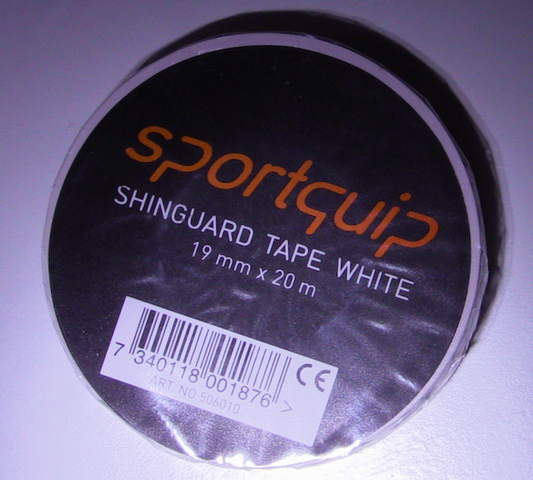 sportquip
SHINGUARD TAPE WHITE
19 mm x 20 m
CE
7 340118 001876 >
ART. NO 506010